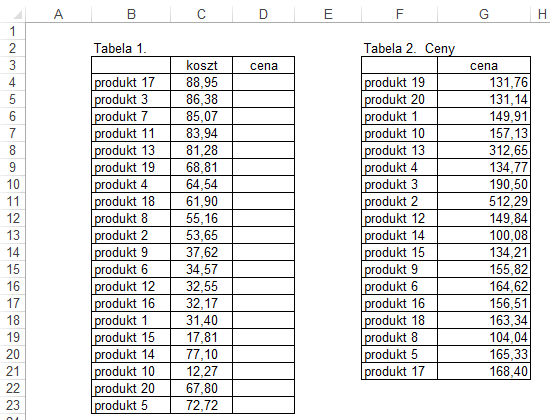 A B C D E F G H
1
2 Tabela 1. Tabela 2. Ceny
3 koszt cena cena
4 produkt 17 88,95 produkt 19 131,76
5 produkt 3 86,38 produkt 20 131,14
6 produkt 7 85,07 produkt 1 149,91
7 produkt 11 83,94 produkt 10 157,13
8 produkt 13 81,28 produkt 13 312,65
9 produkt 19 68,81 produkt 4 134,77
10 produkt 4 64,54 produkt 3 190,50
11 produkt 18 61,90 produkt 2 512,29
12 produkt 8 55,16 produkt 12 149,84
13 produkt 2 53,65 produkt 14 100,08
14 produkt 9 37,62 produkt 15 134,21
15 produkt 6 34,57 produkt 9 155,82
16 produkt 12 32,55 produkt 6 164,62
17 produkt 16 32,17 produkt 16 156,51
18 produkt 1 31,40 produkt 18 163,34
19 produkt 15 17,81 produkt 8 104,04
20 produkt 14 77,10 produkt 5 165,33
21 produkt 10 12,27 produkt 17 168,40
22 produkt 20 67,80
23 produkt 5 72,72